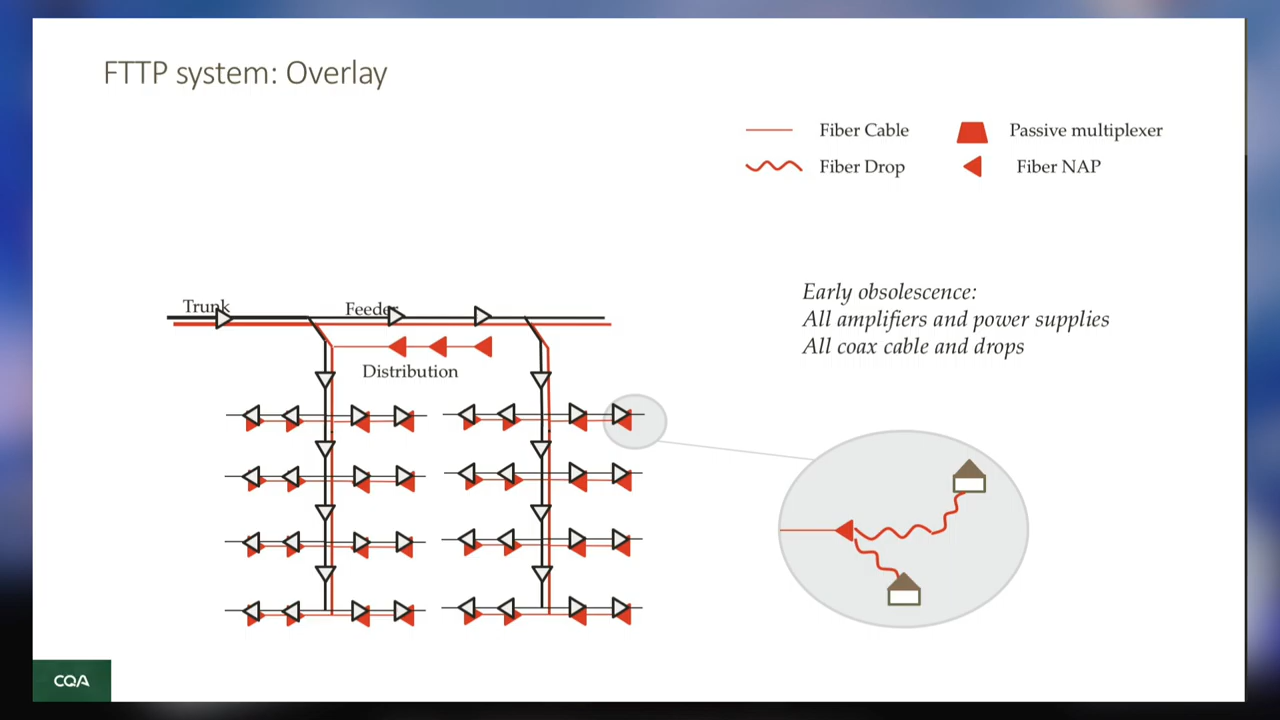 FTTP system: Overlay
Fiber Cable
Passive multiplexer
Fiber Drop
Fiber NAP
Trunk
Feeder
Distribution
Early obsolescence:
All amplifiers and power supplies
All coax cable and drops
CQA